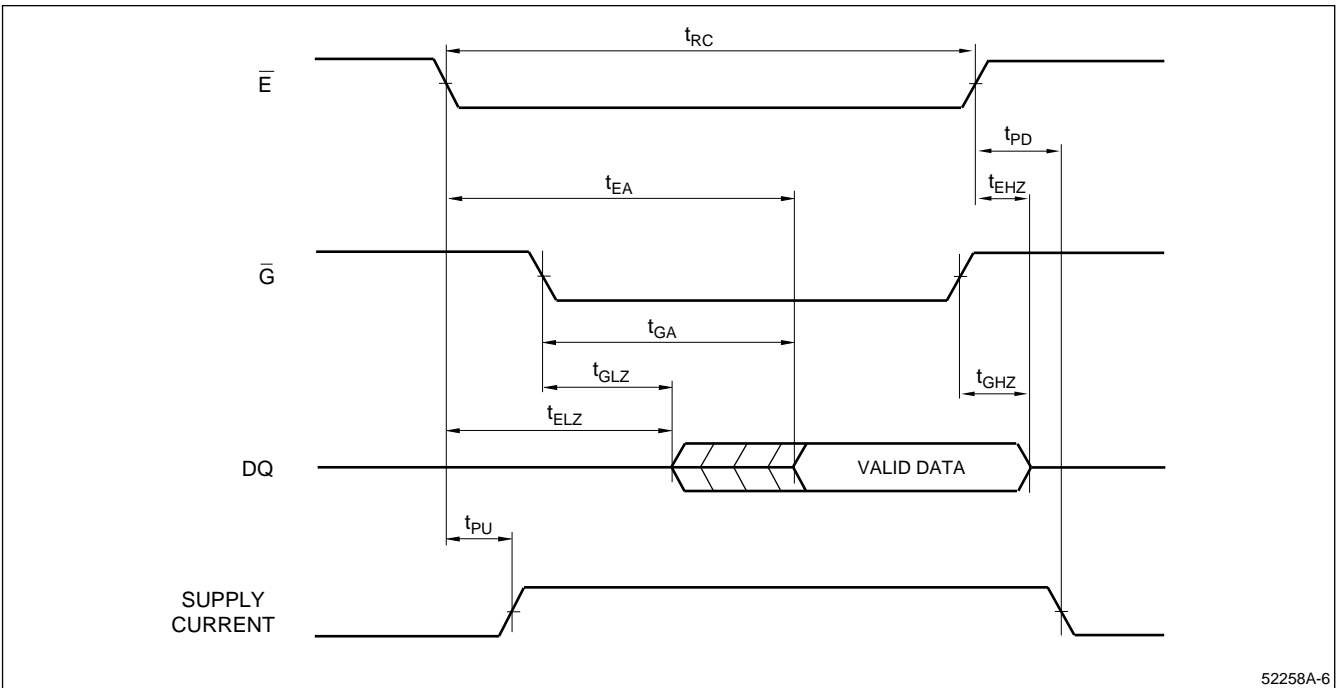 tRC
E̅
tPD
tEA
tEHZ
G̅
tGA
tGLZ
tGHZ
tELZ
DQ
VALID DATA
tPU
SUPPLY
CURRENT
52258A-6